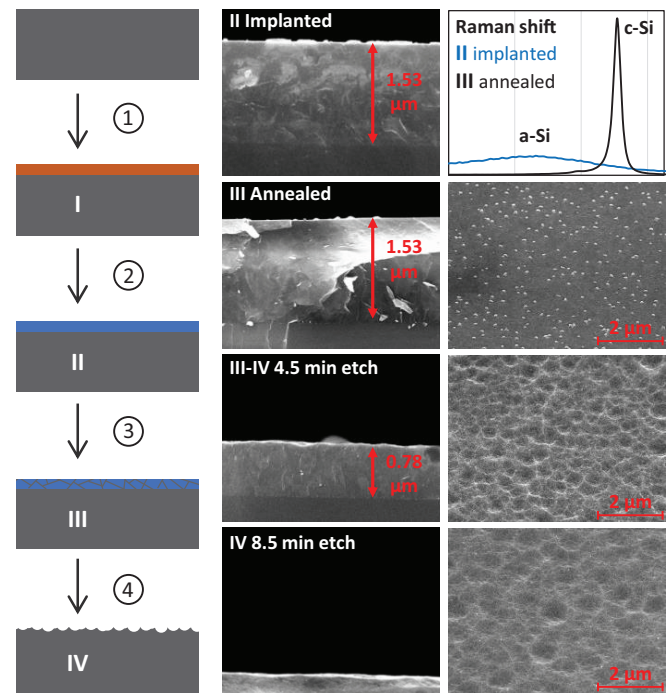 ①
I
②
II
③
III
④
IV
II Implanted
1.53
μm
III Annealed
1.53
μm
III-IV 4.5 min etch
0.78
μm
IV 8.5 min etch
Raman shift
c-Si
II implanted
III annealed
a-Si
2 μm
2 μm
2 μm